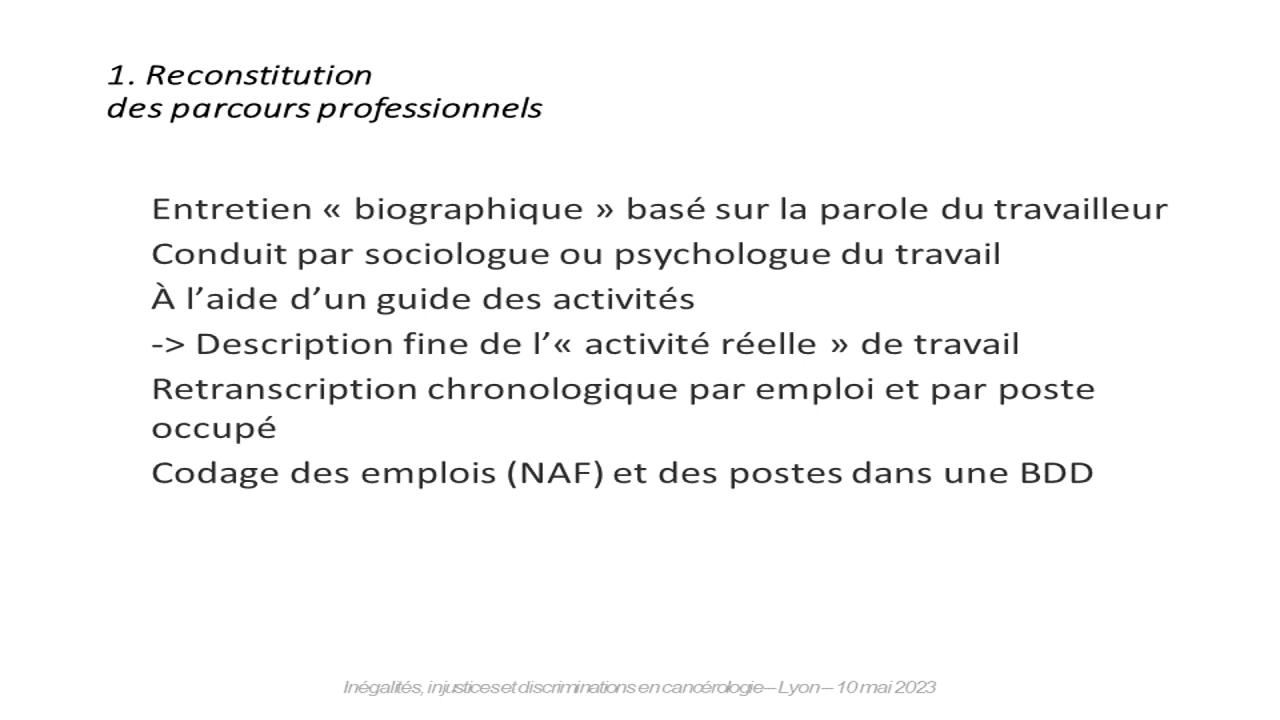 1. Reconstitution
des parcours professionnels
Entretien « biographique » basé sur la parole du travailleur
Conduit par sociologue ou psychologue du travail
À l’aide d’un guide des activités
-> Description fine de l’« activité réelle » de travail
Retranscription chronologique par emploi et par poste
occupé
Codage des emplois (NAF) et des postes dans une BDD
Inégalités, injustices et discriminations en cancérologie – Lyon – 10 mai 2023